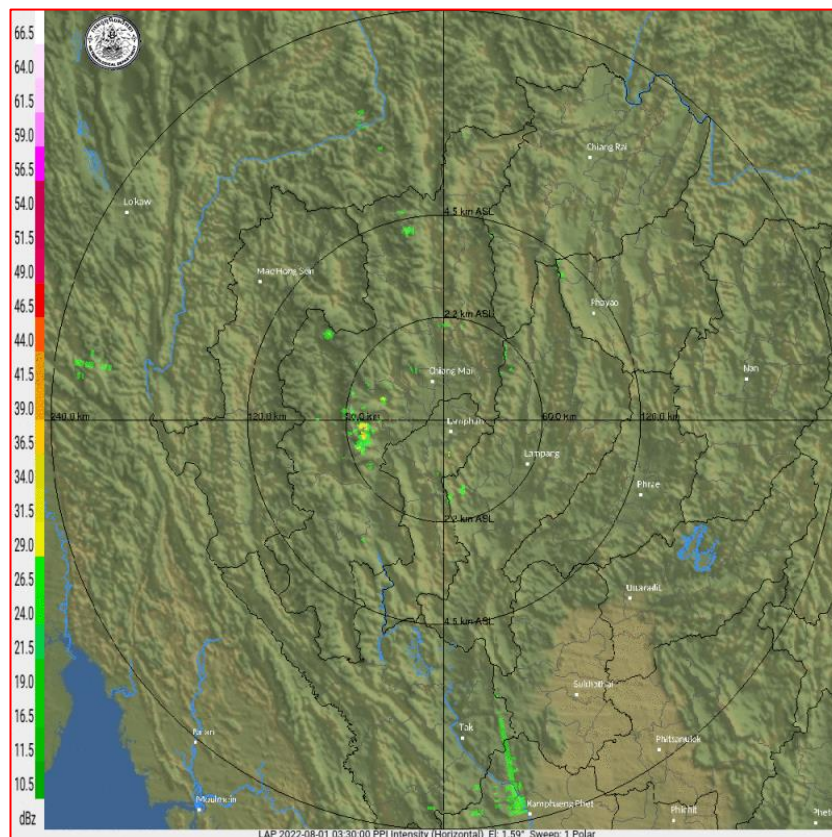 66.5
64.0
61.5
59.0
56.5
54.0
51.5
49.0
46.5
44.0
41.5
39.0
36.5
34.0
31.5
29.0
26.5
24.0
21.5
19.0
16.5
11.5
10.5
dBz
Chiang Rai
Lokaw
4.5 km ASL
Mae Hong Son
Phayao
2.2 km ASL
Chiang Mai
Nan
240.0 km
120.0 km
60.0 km
120.0 km
Lamphun
Lampang
Phrae
2.2 km ASL
Uttaradit
4.5 km ASL
Sukhothai
Tak
Phitsanulok
Moulmein
Kamphaeng Phet
Phichit
Phet
LAP 2022-08-01 03:30:00 PPI Intensity (Horizontal) El: 1.59° Sweep: 1 Polar